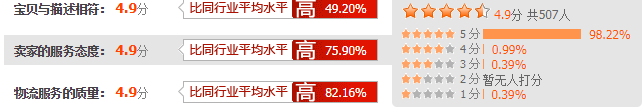 宝贝与描述相符： 4.9分 比同行业平均水平 高 49.20%
卖家的服务态度： 4.9分 比同行业平均水平 高 75.90%
物流服务的质量： 4.9分 比同行业平均水平 高 82.16%
4.9分 共507人
5分 98.22%
4分 0.99%
3分 0.39%
2分 暂无人打分
1分 0.39%